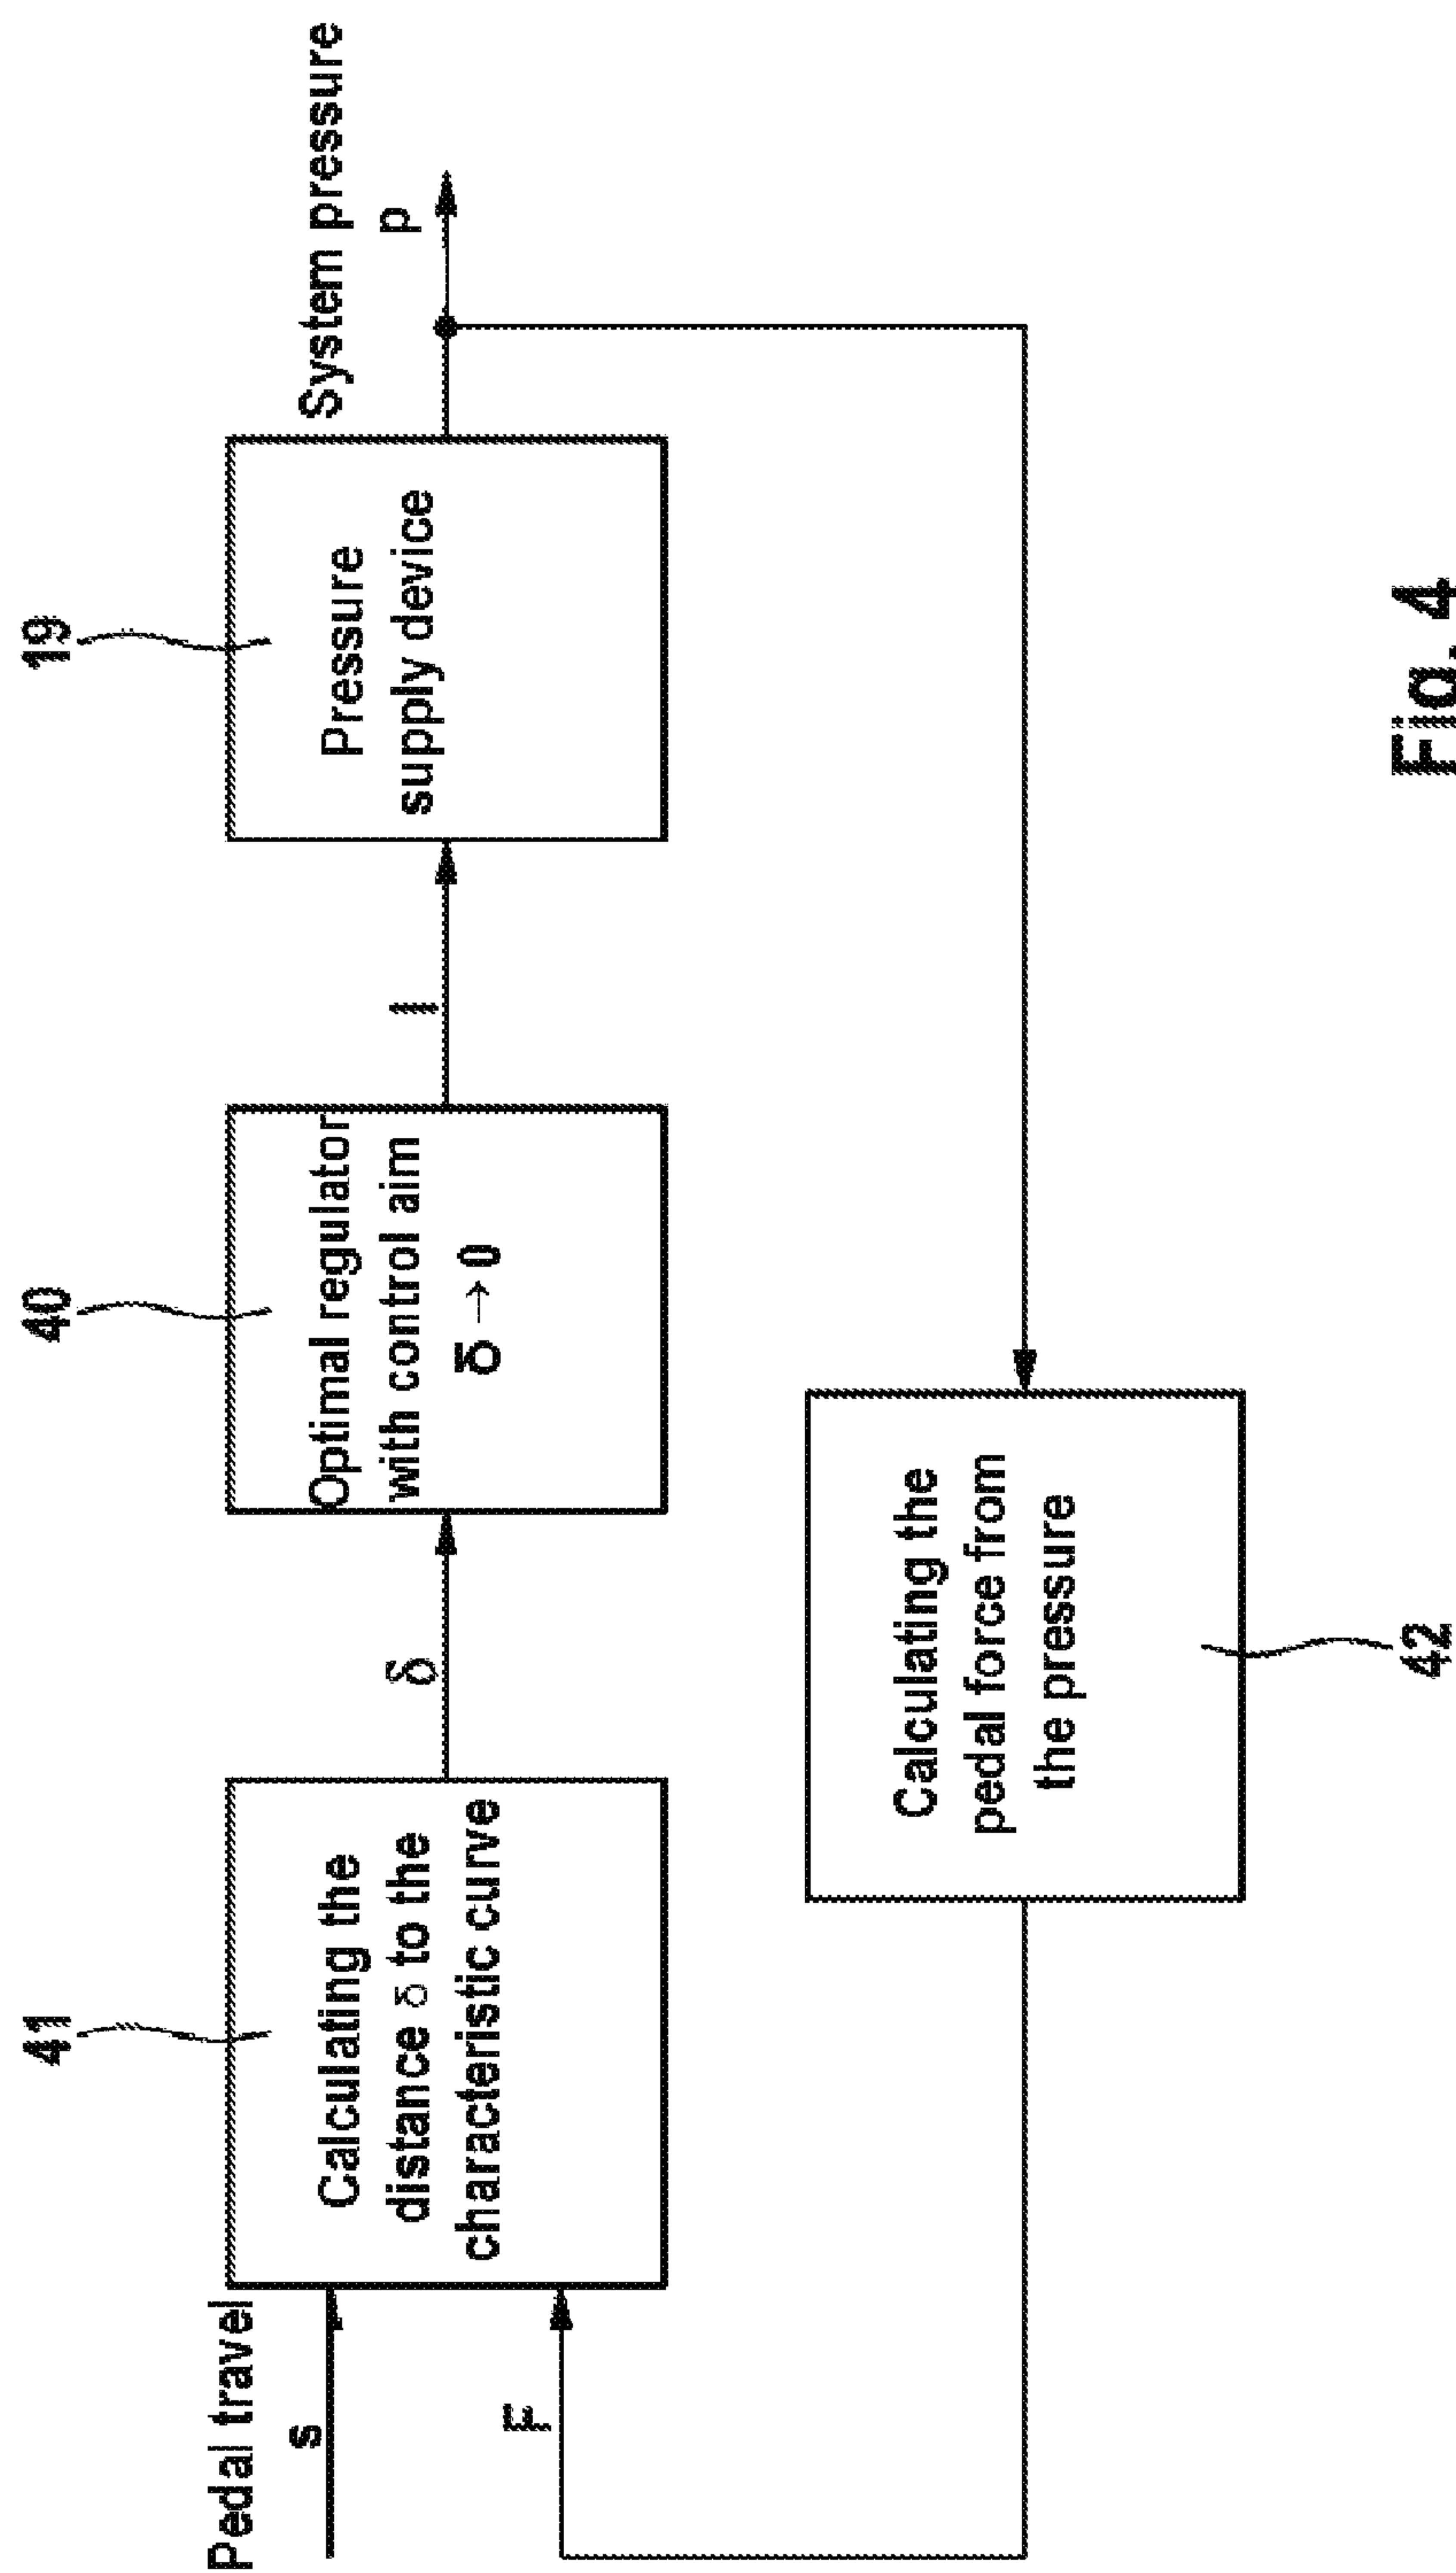 Pedal travel
s
F
41
Calculating the
distance δ to the
characteristic curve
δ
40
Optimal regulator
with control aim
δ → 0
I
19
Pressure
supply device
System pressure
p
Calculating the
pedal force from
the pressure
42
Fig. 4